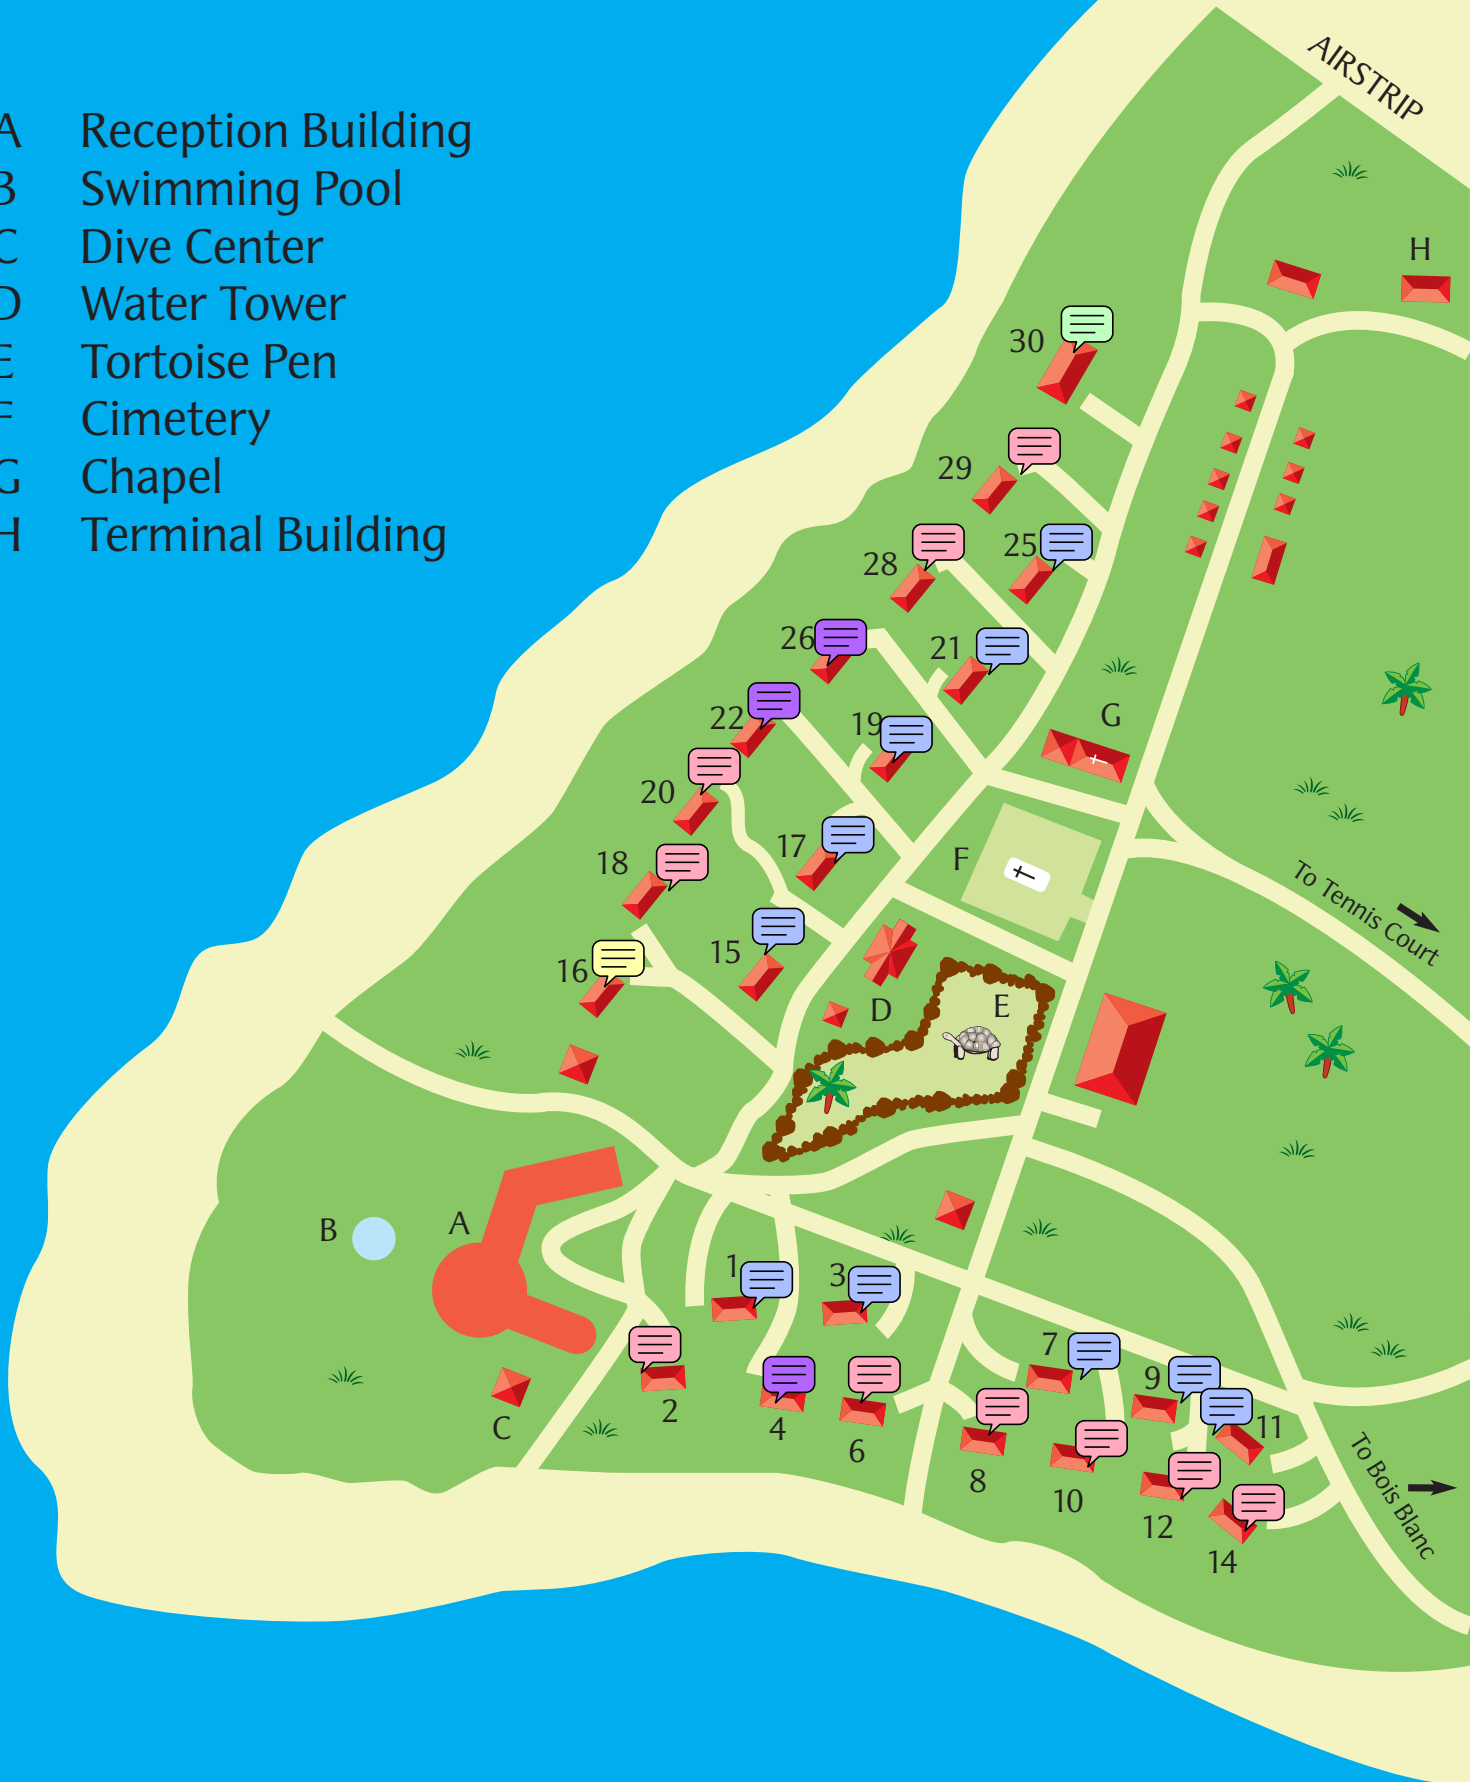 A Reception Building
B Swimming Pool
C Dive Center
D Water Tower
E Tortoise Pen
F Cimetery
G Chapel
H Terminal Building
AIRSTRIP
H
30
29
28
25
26
21
22
19
G
20
17
F
18
15
16
D
E
To Tennis Court
B
A
1
3
7
9
11
2
4
6
8
10
12
14
C
To Bois Blanc